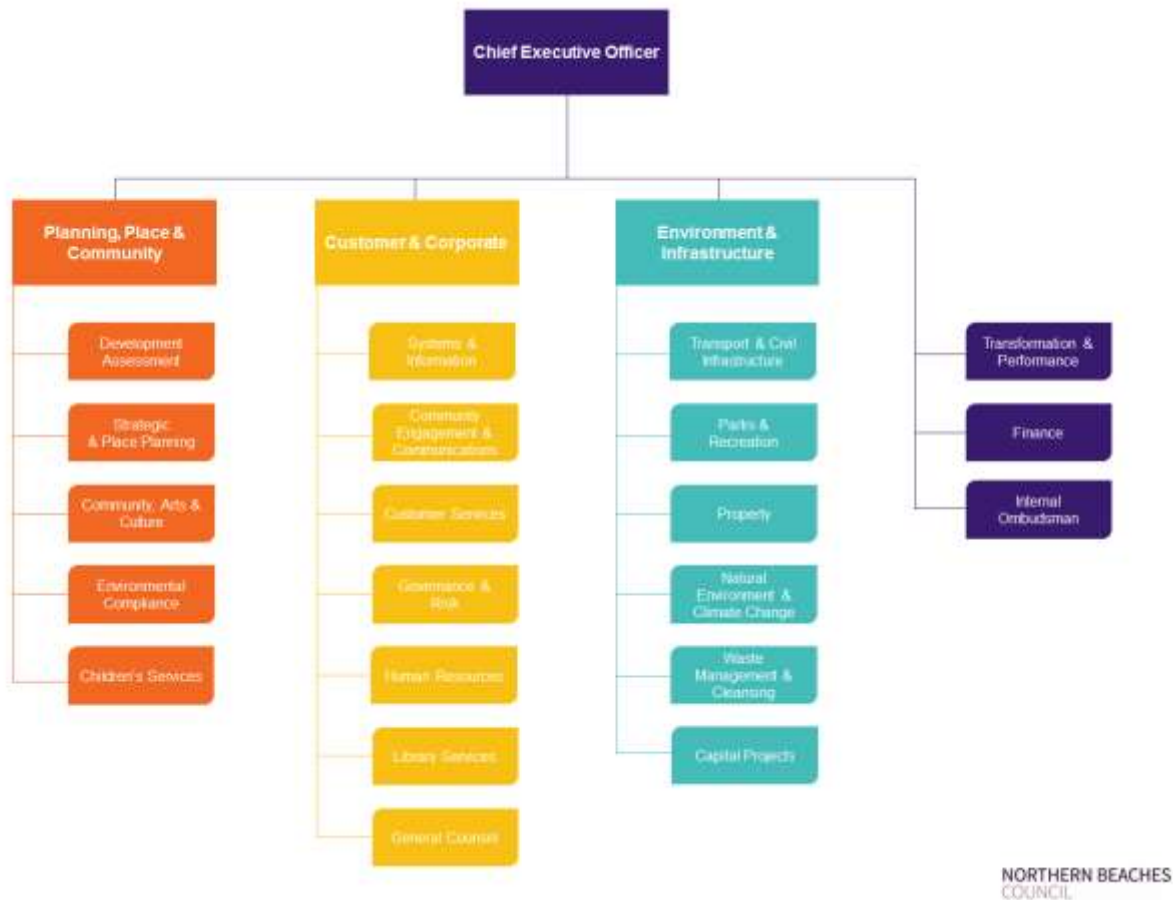 Chief Executive Officer
Planning, Place &
Community
Development
Assessment
Strategic
& Place Planning
Community, Arts &
Culture
Environmental
Compliance
Children's Services
Customer & Corporate
Systems &
Information
Community
Engagement &
Communications
Customer Services
Governance &
Risk
Human Resources
Library Services
General Counsel
Environment &
Infrastructure
Transport & Civil
Infrastructure
Parks &
Recreation
Property
Natural
Environment &
Climate Change
Waste
Management &
Cleansing
Capital Projects
Transformation &
Performance
Finance
Internal
Ombudsman
NORTHERN BEACHES
COUNCIL